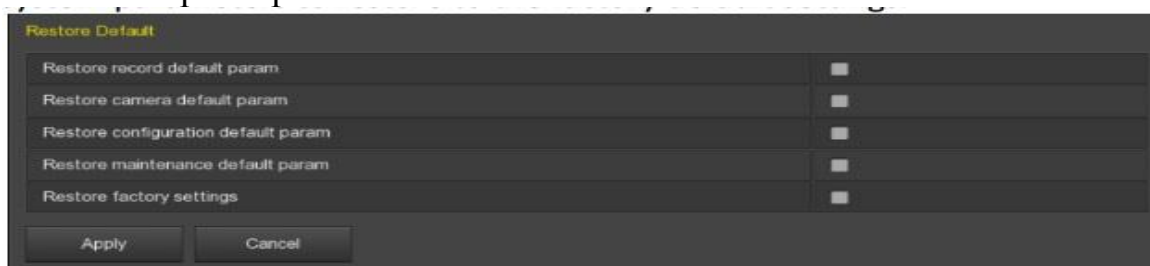 Restore Default
Restore record default param
Restore camera default param
Restore configuration default param
Restore maintenance default param
Restore factory settings
Apply Cancel